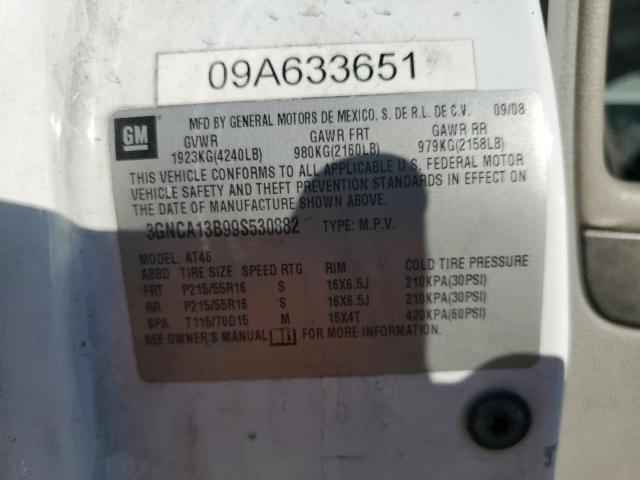 09A633651
GM
MFD BY GENERAL MOTORS DE MEXICO, S. DE R.L. DE C.V. 09/08
GVWR GAWR FRT GAWR RR
1923KG(4240LB) 980KG(2160LB) 979KG(2158LB)
THIS VEHICLE CONFORMS TO ALL APPLICABLE U.S. FEDERAL MOTOR
VEHICLE SAFETY AND THEFT PREVENTION STANDARDS IN EFFECT ON
THE DATE OF MANUFACTURE SHOWN ABOVE.
3GNCA13B99S530882 TYPE: M.P.V.
MODEL: AT46
ABBD TIRE SIZE SPEED RTG RIM COLD TIRE PRESSURE
FRT P215/55R16 S 16X6.5J 210KPA(30PSI)
RR P215/55R16 S 16X6.5J 210KPA(30PSI)
SPA T115/70D15 M 15X4T 420KPA(60PSI)
SEE OWNER'S MANUAL FOR MORE INFORMATION.